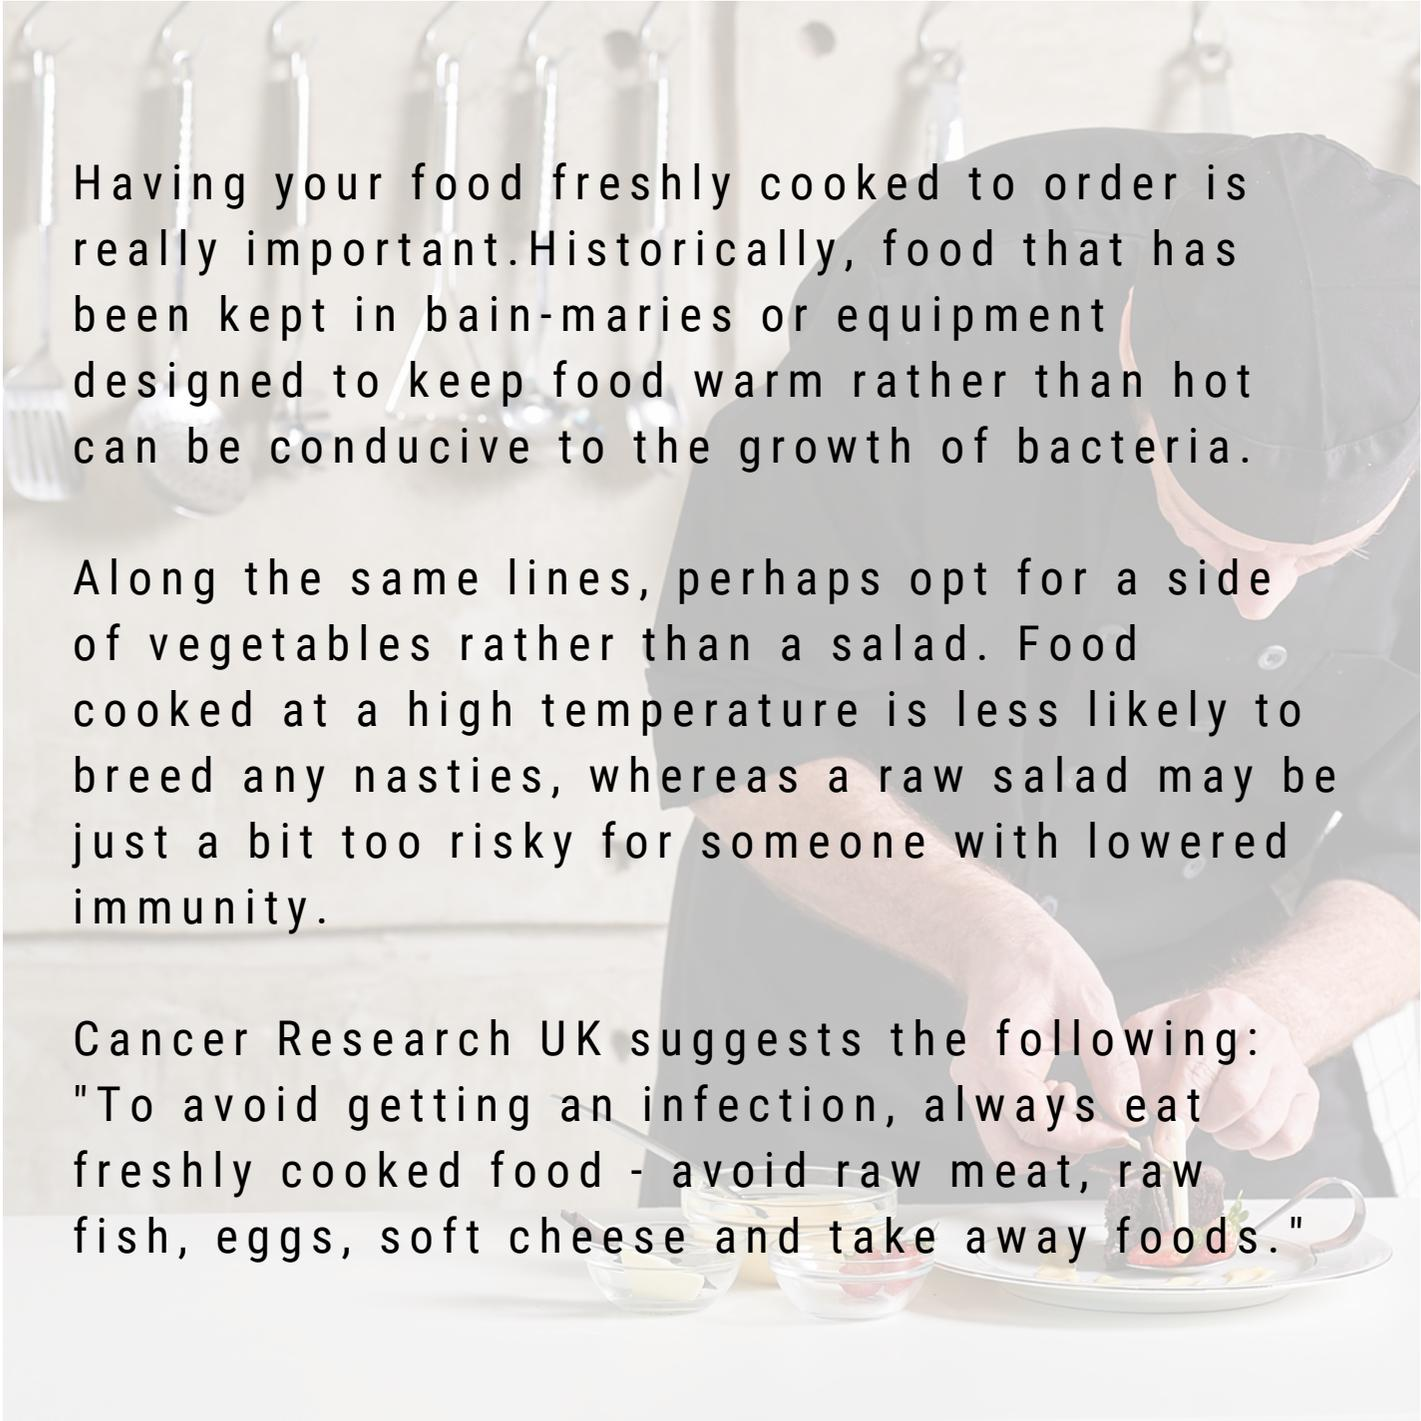 Having your food freshly cooked to order is
really important.Historically, food that has
been kept in bain-maries or equipment
designed to keep food warm rather than hot
can be conducive to the growth of bacteria.
Along the same lines, perhaps opt for a side
of vegetables rather than a salad. Food
cooked at a high temperature is less likely to
breed any nasties, whereas a raw salad may be
just a bit too risky for someone with lowered
immunity.
Cancer Research UK suggests the following:
"To avoid getting an infection, always eat
freshly cooked food - avoid raw meat, raw
fish, eggs, soft cheese and take away foods."